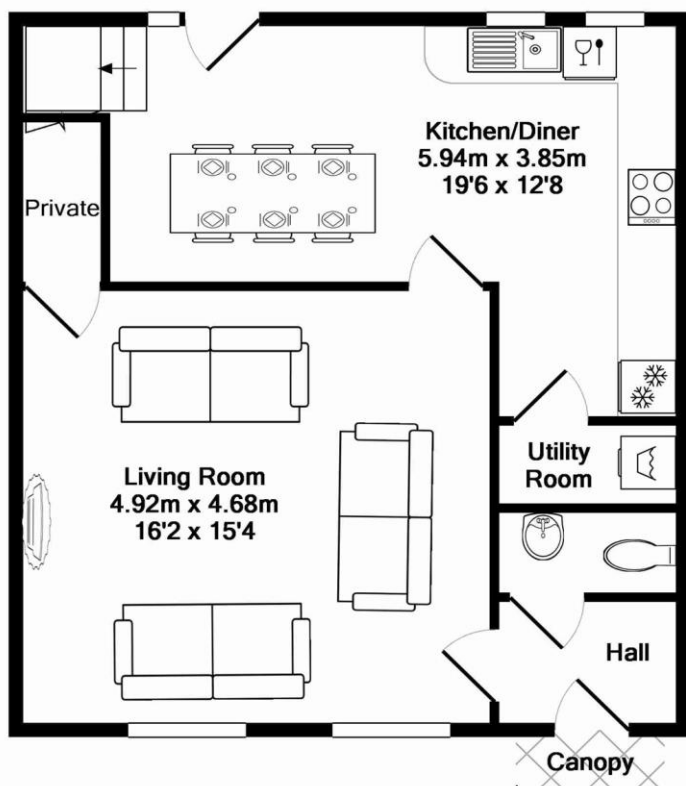 Kitchen/Diner
5.94m x 3.85m
19'6 x 12'8
Private
Living Room
4.92m x 4.68m
16'2 x 15'4
Utility
Room
Hall
Canopy